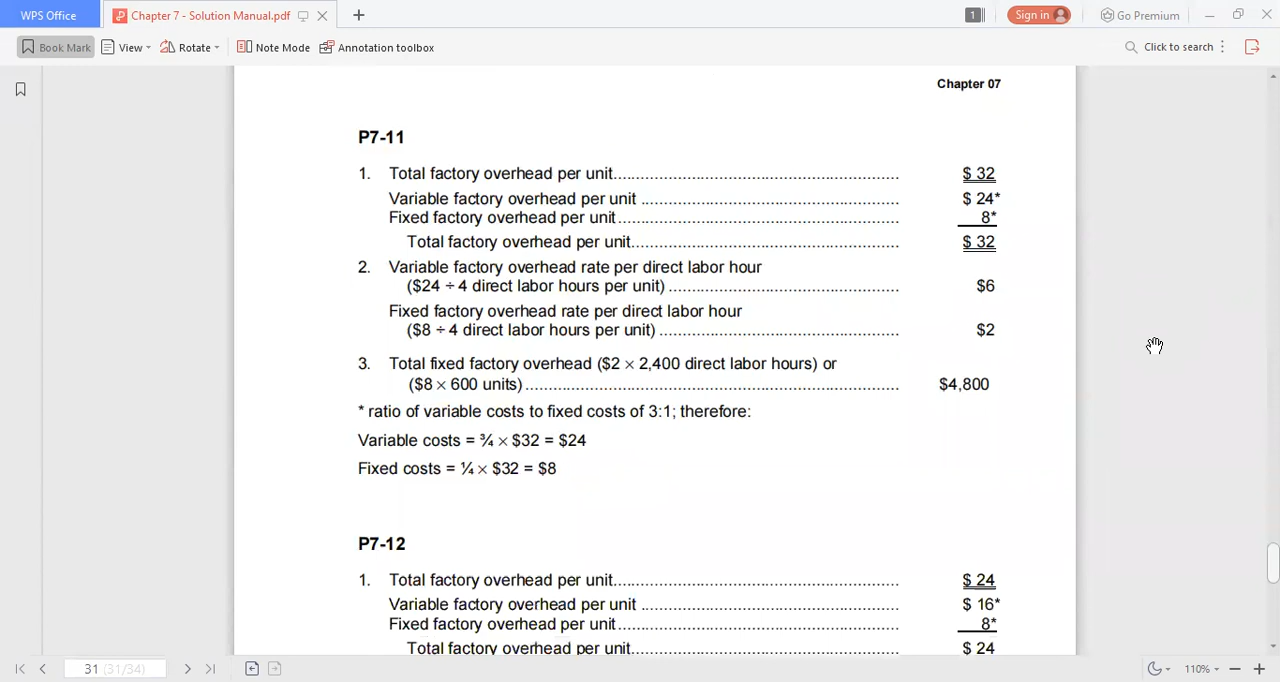 WPS Office
Chapter 7 - Solution Manual.pdf
1
Sign in
Go Premium
Book Mark
View
Rotate
Note Mode
Annotation toolbox
Click to search
Chapter 07
P7-11
1. Total factory overhead per unit.............................................................. $ 32
Variable factory overhead per unit ........................................................ $ 24*
Fixed factory overhead per unit............................................................. 8*
Total factory overhead per unit.......................................................... $ 32
2. Variable factory overhead rate per direct labor hour
($24 ÷ 4 direct labor hours per unit) .................................................. $6
Fixed factory overhead rate per direct labor hour
($8 ÷ 4 direct labor hours per unit) .................................................... $2
3. Total fixed factory overhead ($2 × 2,400 direct labor hours) or
($8 × 600 units)................................................................................. $4,800
* ratio of variable costs to fixed costs of 3:1; therefore:
Variable costs = ¾ × $32 = $24
Fixed costs = ¼ × $32 = $8
P7-12
1. Total factory overhead per unit.............................................................. $ 24
Variable factory overhead per unit ........................................................ $ 16*
Fixed factory overhead per unit............................................................. 8*
Total factory overhead per unit.......................................................... $ 24
31 (31/34)
110%